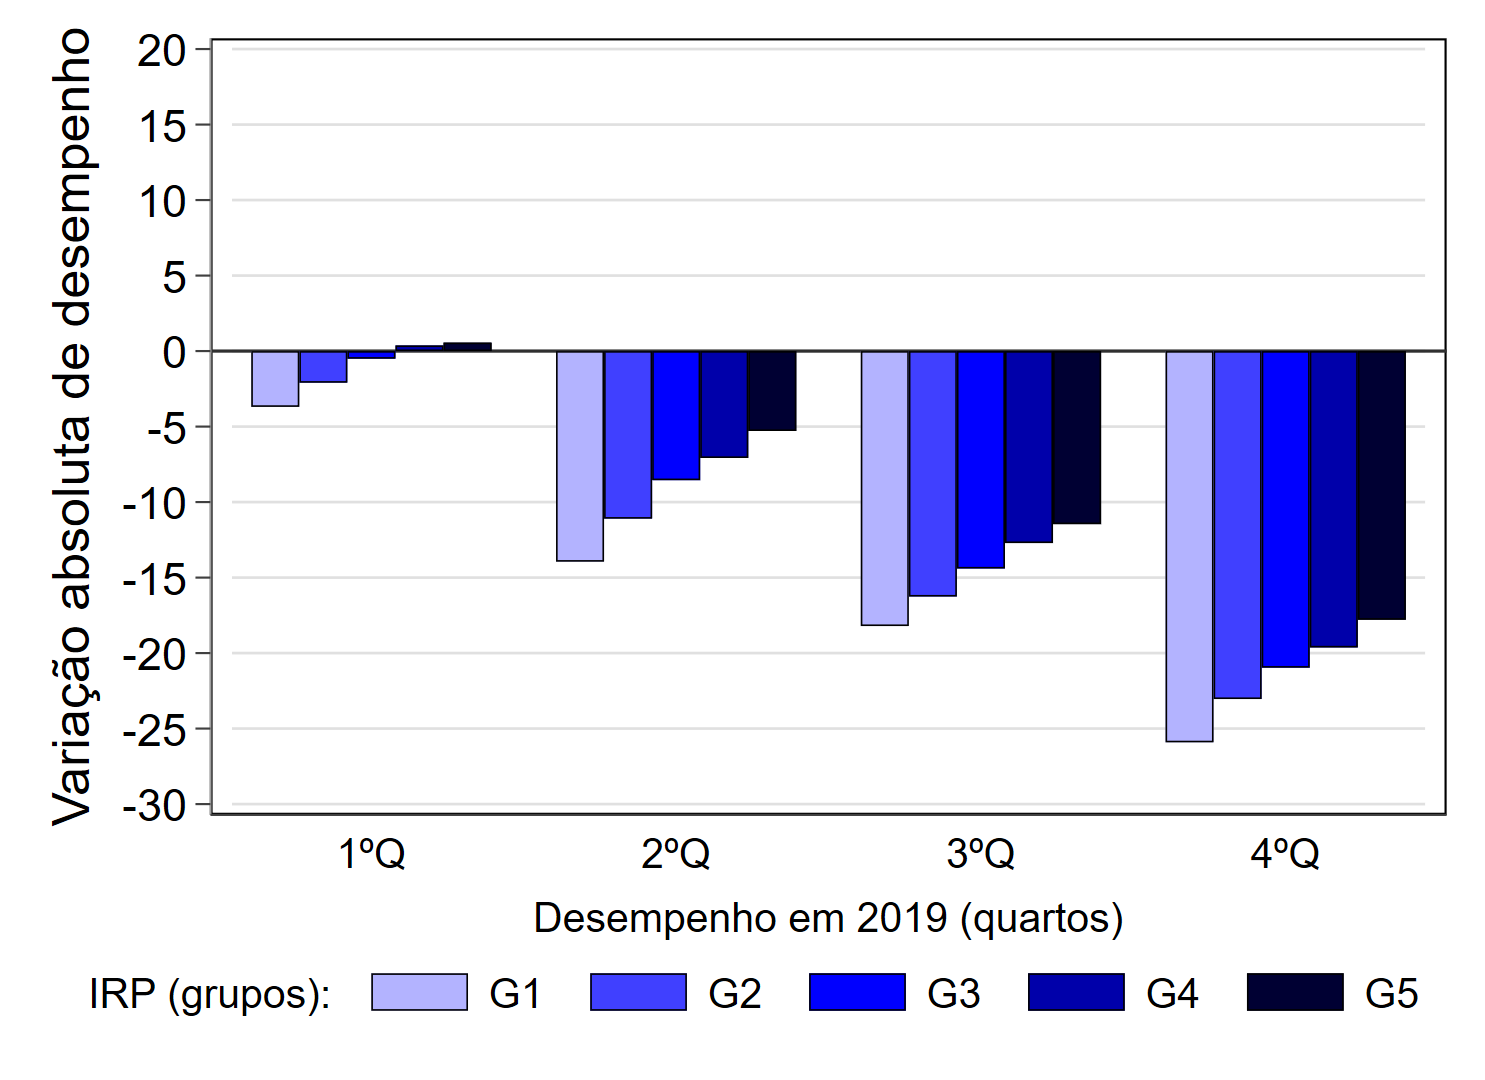 Variação absoluta de desempenho
20
15
10
5
0
-5
-10
-15
-20
-25
-30
1ºQ 2ºQ 3ºQ 4ºQ
Desempenho em 2019 (quartos)
IRP (grupos): G1 G2 G3 G4 G5